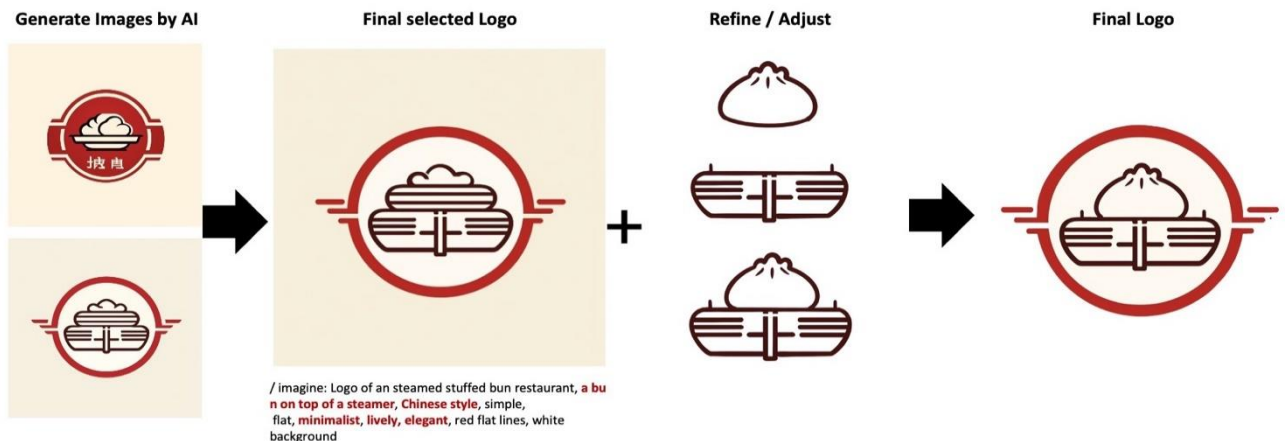 Generate Images by AI
Final selected Logo
Refine / Adjust
Final Logo
/ imagine: Logo of an steamed stuffed bun restaurant, a bu
n on top of a steamer, Chinese style, simple,
flat, minimalist, lively, elegant, red flat lines, white
background